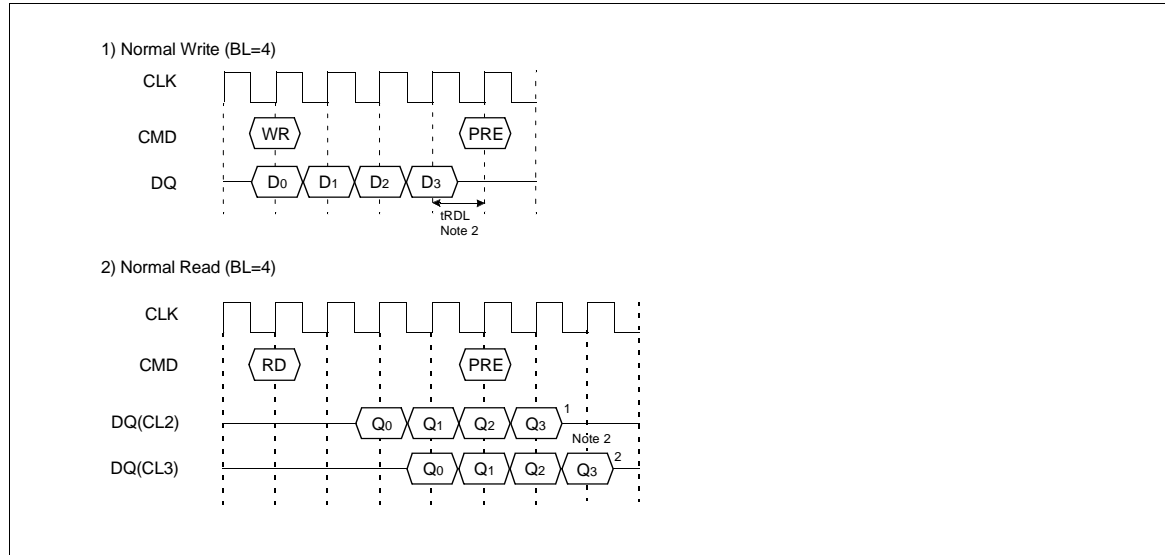 1) Normal Write (BL=4)
CLK
CMD WR PRE
DQ D0 D1 D2 D3
tRDL
Note 2
2) Normal Read (BL=4)
CLK
CMD RD PRE
DQ(CL2) Q0 Q1 Q2 Q3 1
Note 2
DQ(CL3) Q0 Q1 Q2 Q3 2